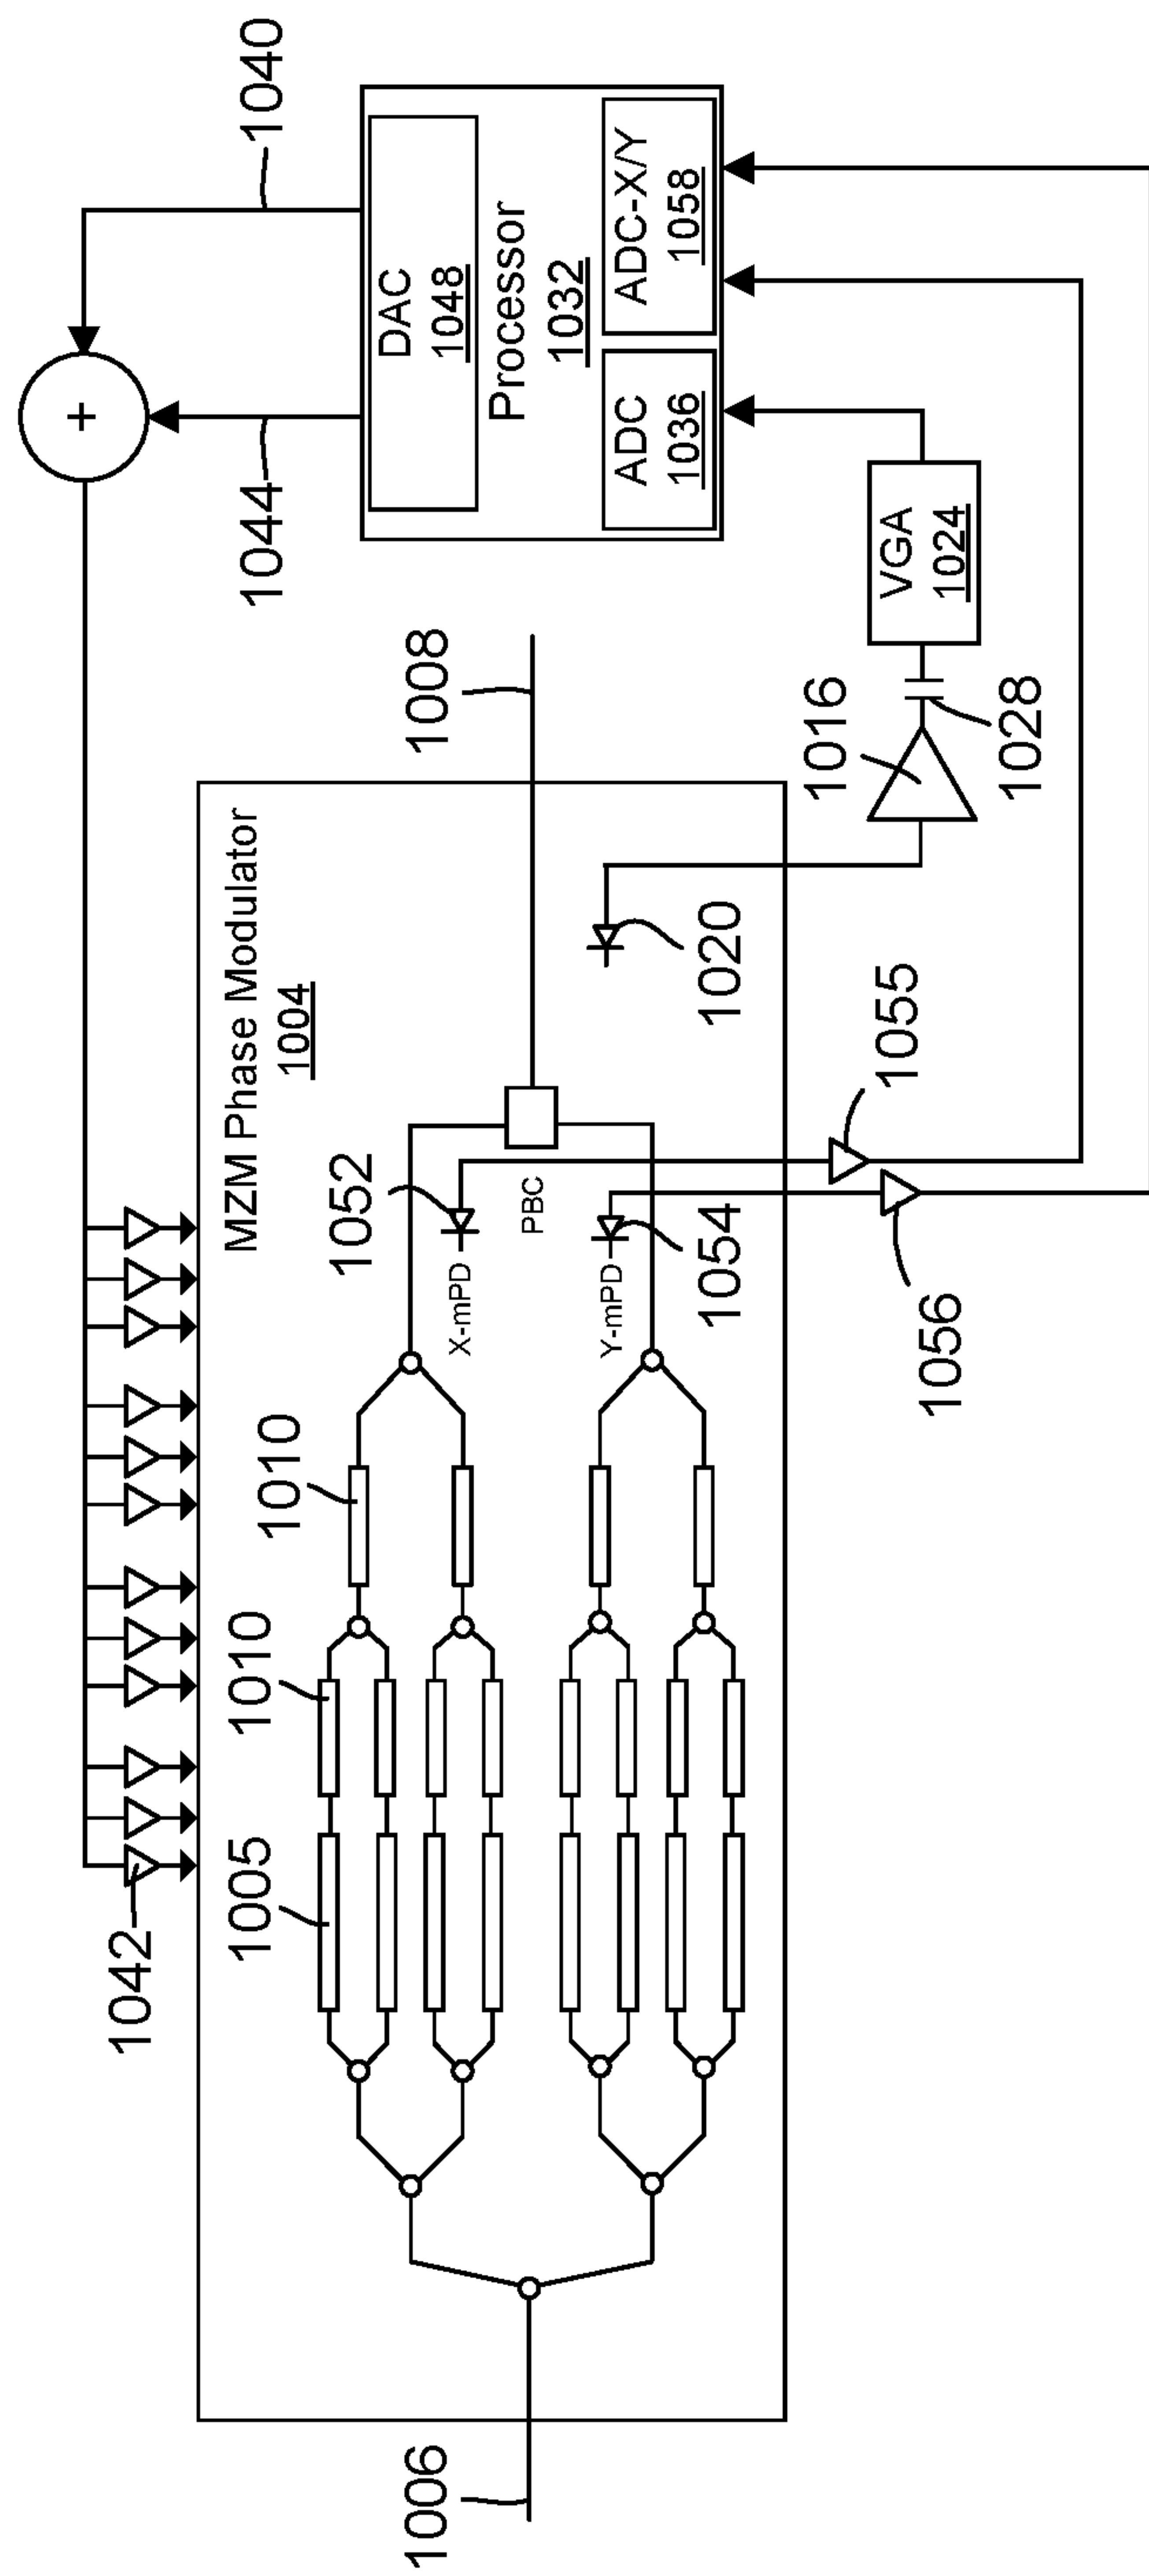 1040
+
1044
DAC
1048
Processor
1032
ADC
1036
ADC-X/Y
1058
1042
MZM Phase Modulator
1004
1005
1010
1010
1052
X-mPD
PBC
Y-mPD
1054
1020
1006
1008
1016
1028
VGA
1024
1055
1056